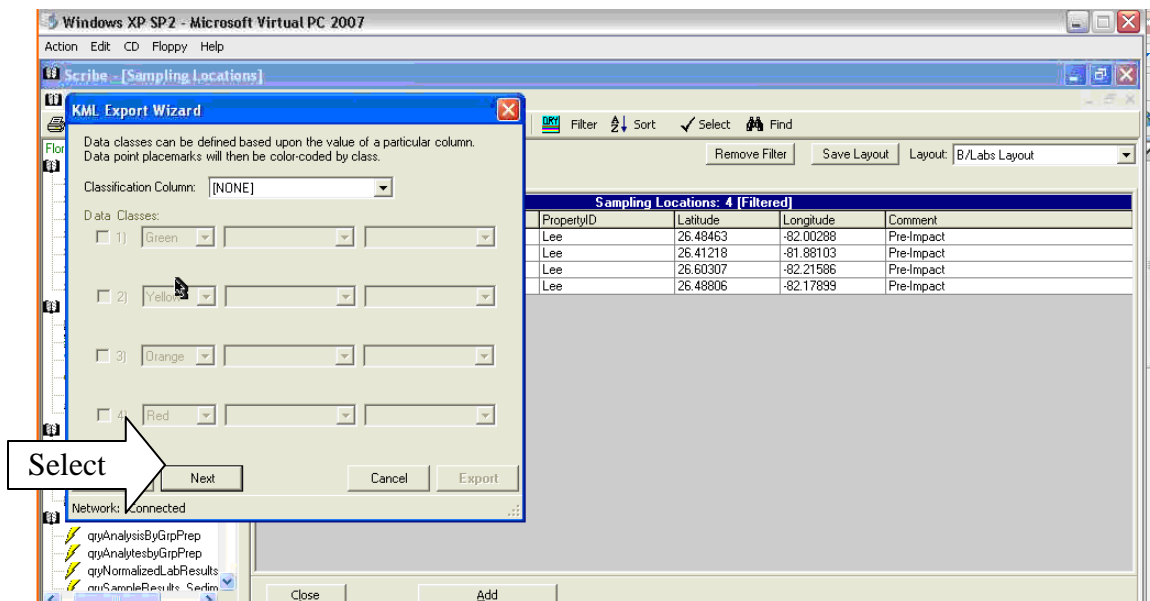 Windows XP SP2 - Microsoft Virtual PC 2007
Action Edit CD Floppy Help
Scribe - [Sampling Locations]
KML Export Wizard
Filter Sort Select Find
Data classes can be defined based upon the value of a particular column.
Data point placemarks will then be color-coded by class.
Flor
Remove Filter Save Layout Layout: B/Labs Layout
Classification Column: [NONE]
Sampling Locations: 4 [Filtered]
PropertyID Latitude Longitude Comment
Lee 26.48463 -82.00288 Pre-Impact
Lee 26.41218 -81.88103 Pre-Impact
Lee 26.60307 -82.21586 Pre-Impact
Lee 26.48806 -82.17899 Pre-Impact
Data Classes:
1) Green
2) Yellow
3) Orange
4) Red
Select
Next Cancel Export
Network: Connected
qryAnalysisByGrpPrep
qryAnalytesbyGrpPrep
qryNormalizedLabResults
qrySampleResults_Sedim
Close Add